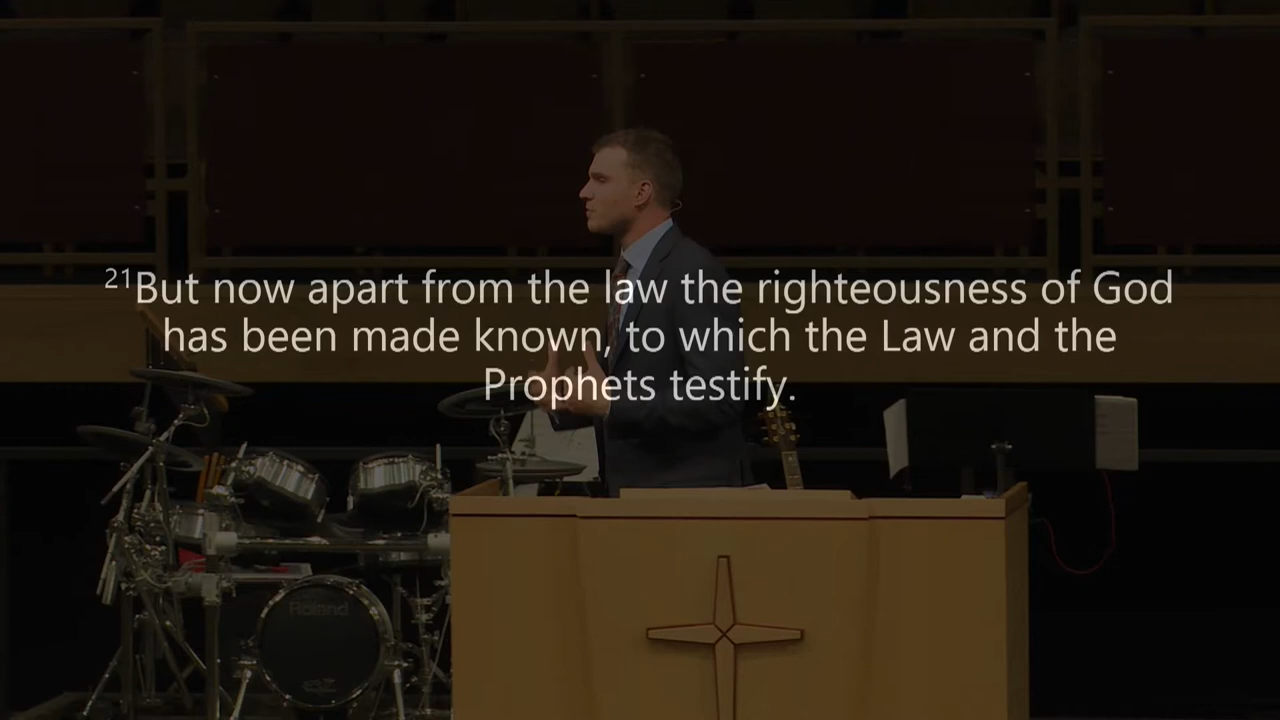 ²¹But now apart from the law the righteousness of God
has been made known, to which the Law and the
Prophets testify.
Roland